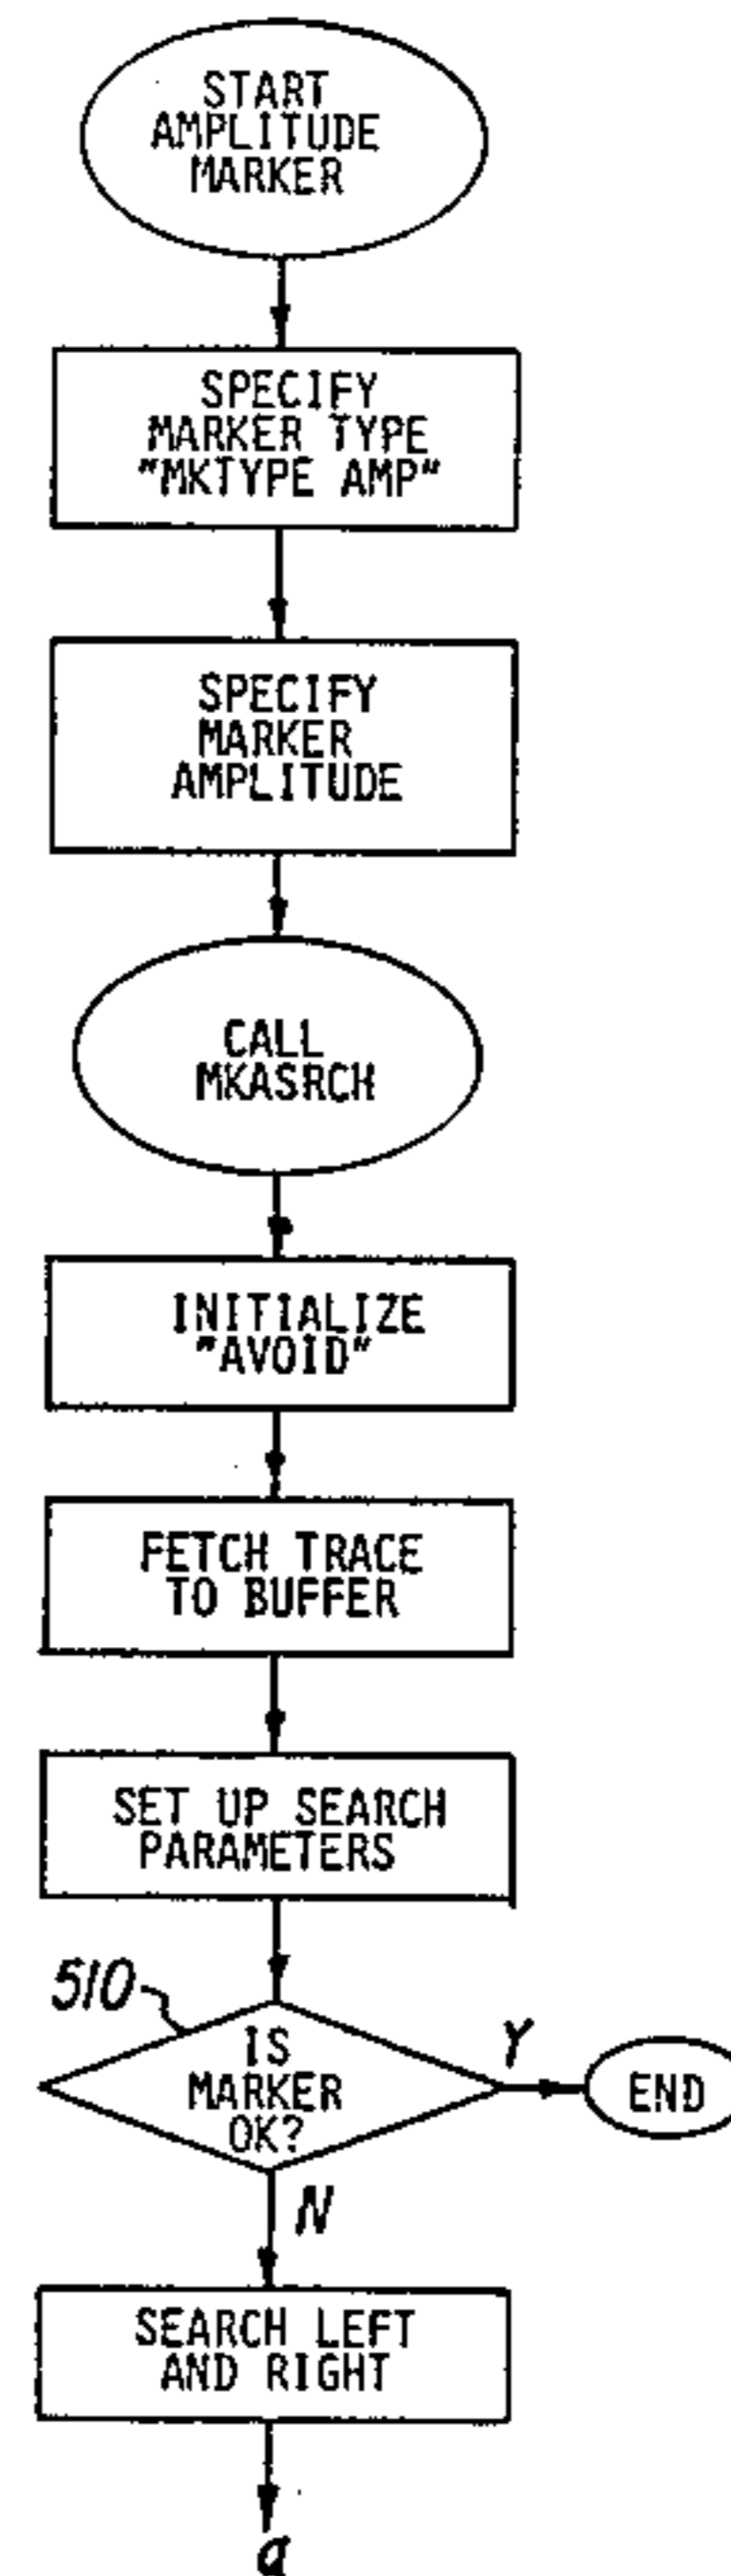 START
AMPLITUDE
MARKER
SPECIFY
MARKER TYPE
"MKTYPE AMP"
SPECIFY
MARKER
AMPLITUDE
CALL
MKASRCH
INITIALIZE
"AVOID"
FETCH TRACE
TO BUFFER
SET UP SEARCH
PARAMETERS
510
IS
MARKER
OK?
Y
END
N
SEARCH LEFT
AND RIGHT
a